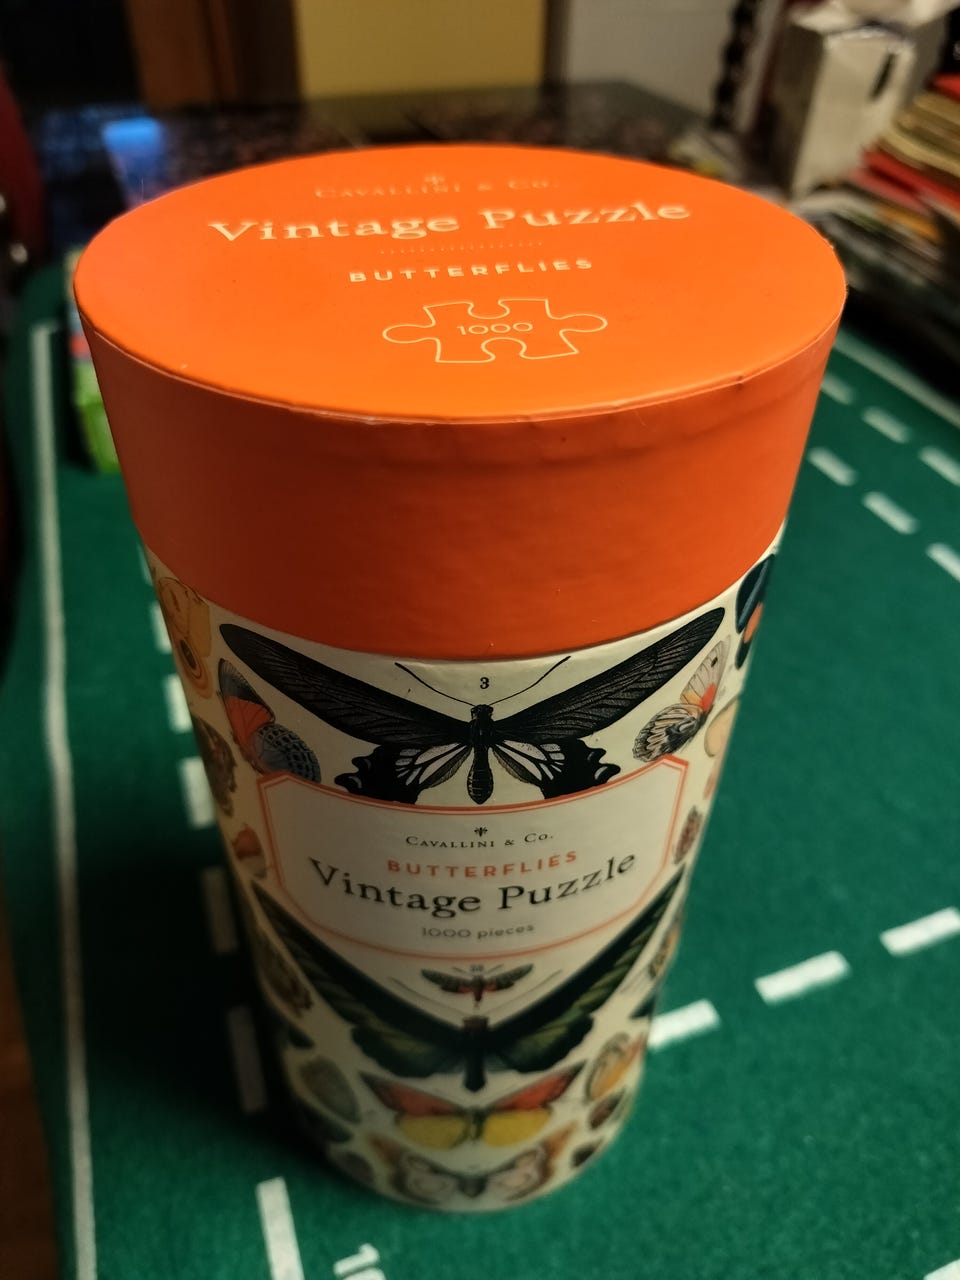 CAVALLINI & CO.
Vintage Puzzle
BUTTERFLIES
1000
3
CAVALLINI & CO.
BUTTERFLIES
Vintage Puzzle
1000 pieces